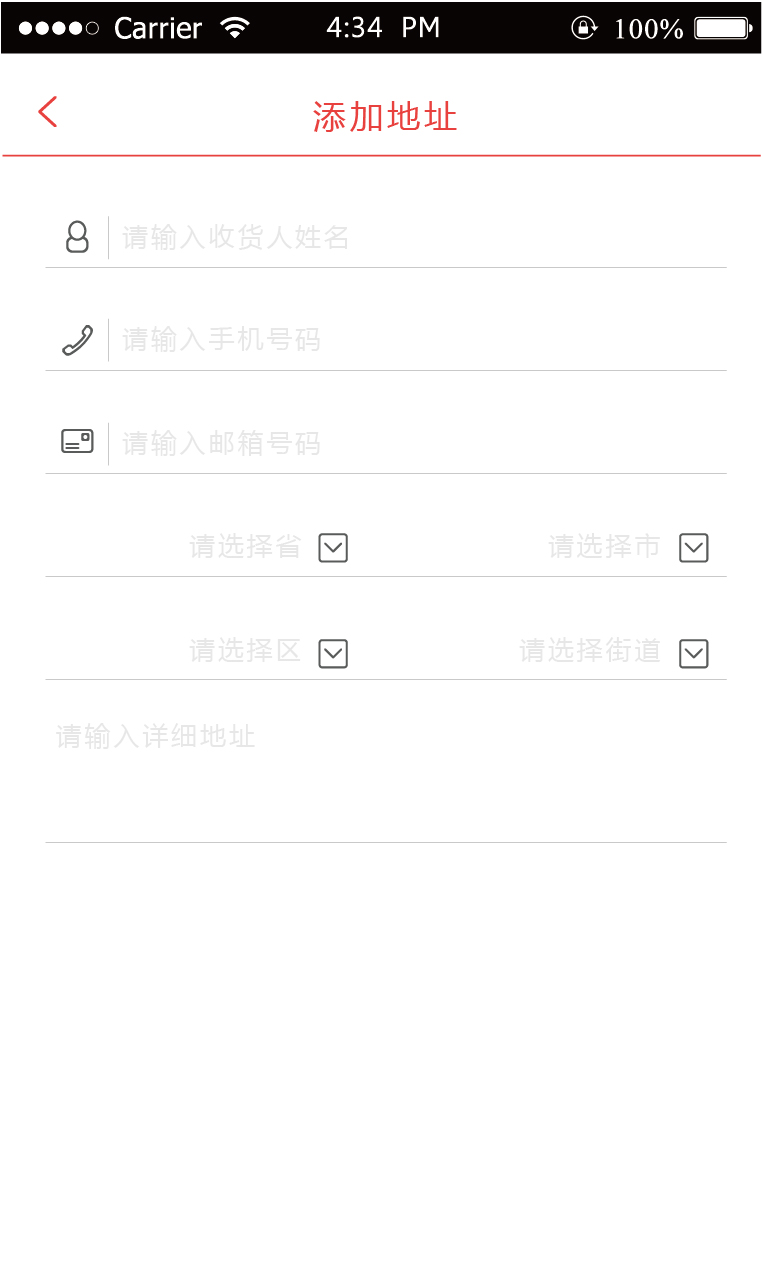 Carrier 4:34 PM 100%
添加地址
请输入收货人姓名
请输入手机号码
请输入邮箱号码
请选择省 请选择市
请选择区 请选择街道
请输入详细地址